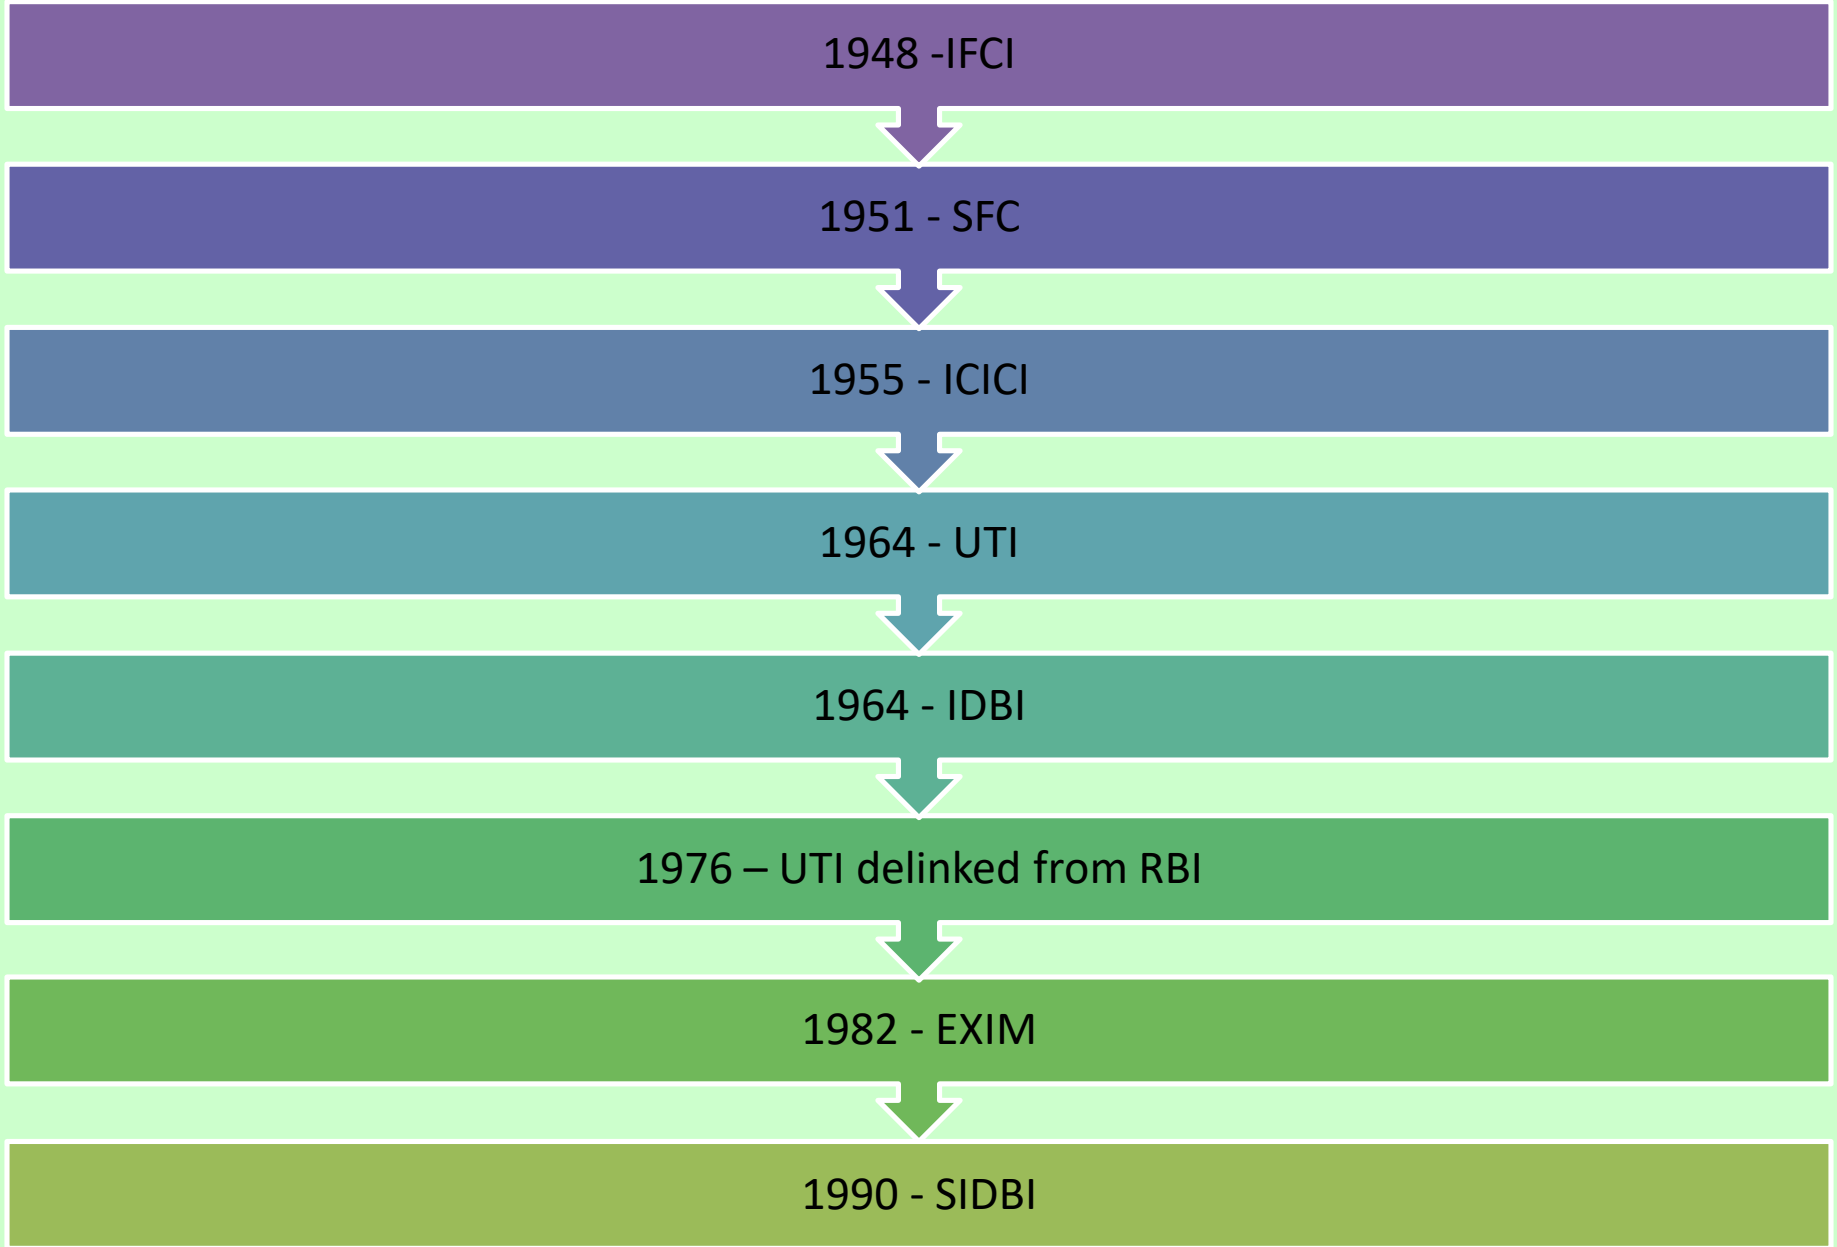 1948 -IFCI
1951 - SFC
1955 - ICICI
1964 - UTI
1964 - IDBI
1976 – UTI delinked from RBI
1982 - EXIM
1990 - SIDBI